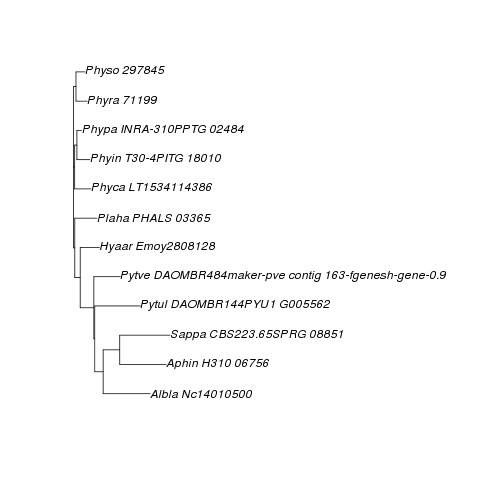 Physo 297845
Phyra 71199
Phypa INRA-310PPTG 02484
Phyin T30-4PITG 18010
Phyca LT1534114386
Plaha PHALS 03365
Hyaar Emoy2808128
Pytve DAOMBR484maker-pve contig 163-fgenesh-gene-0.9
Pytul DAOMBR144PYU1 G005562
Sappa CBS223.65SPRG 08851
Aphin H310 06756
Albla Nc14010500